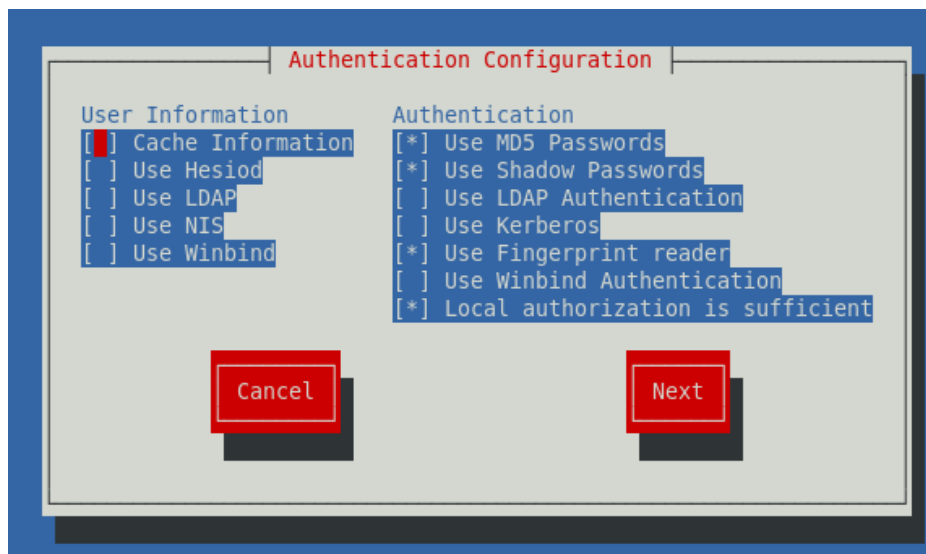 Authentication Configuration
User Information
[ ] Cache Information
[ ] Use Hesiod
[ ] Use LDAP
[ ] Use NIS
[ ] Use Winbind
Authentication
[*] Use MD5 Passwords
[*] Use Shadow Passwords
[ ] Use LDAP Authentication
[ ] Use Kerberos
[*] Use Fingerprint reader
[ ] Use Winbind Authentication
[*] Local authorization is sufficient
Cancel
Next